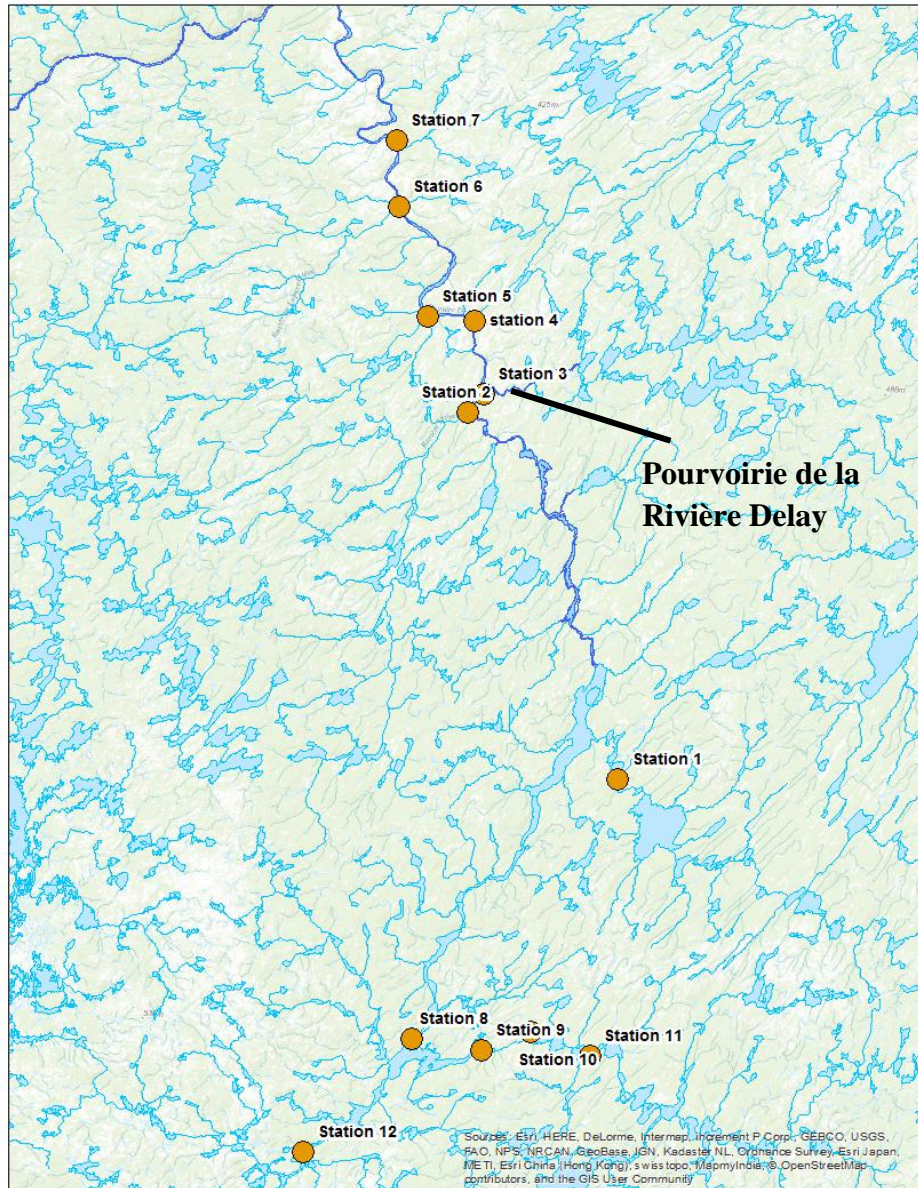 425m
Station 7
Station 6
Station 5
station 4
Station 3
Station 2
486m
Pourvoirie de la
Rivière Delay
Station 1
Station 8
Station 9
Station 11
Station 10
Station 12
Sources: Esri, HERE, DeLorme, Intermap, increment P Corp., GEBCO, USGS,
FAO, NPS, NRCAN, GeoBase, IGN, Kadaster NL, Ordnance Survey, Esri Japan,
METI, Esri China (Hong Kong), swisstopo, MapmyIndia, © OpenStreetMap
contributors, and the GIS User Community